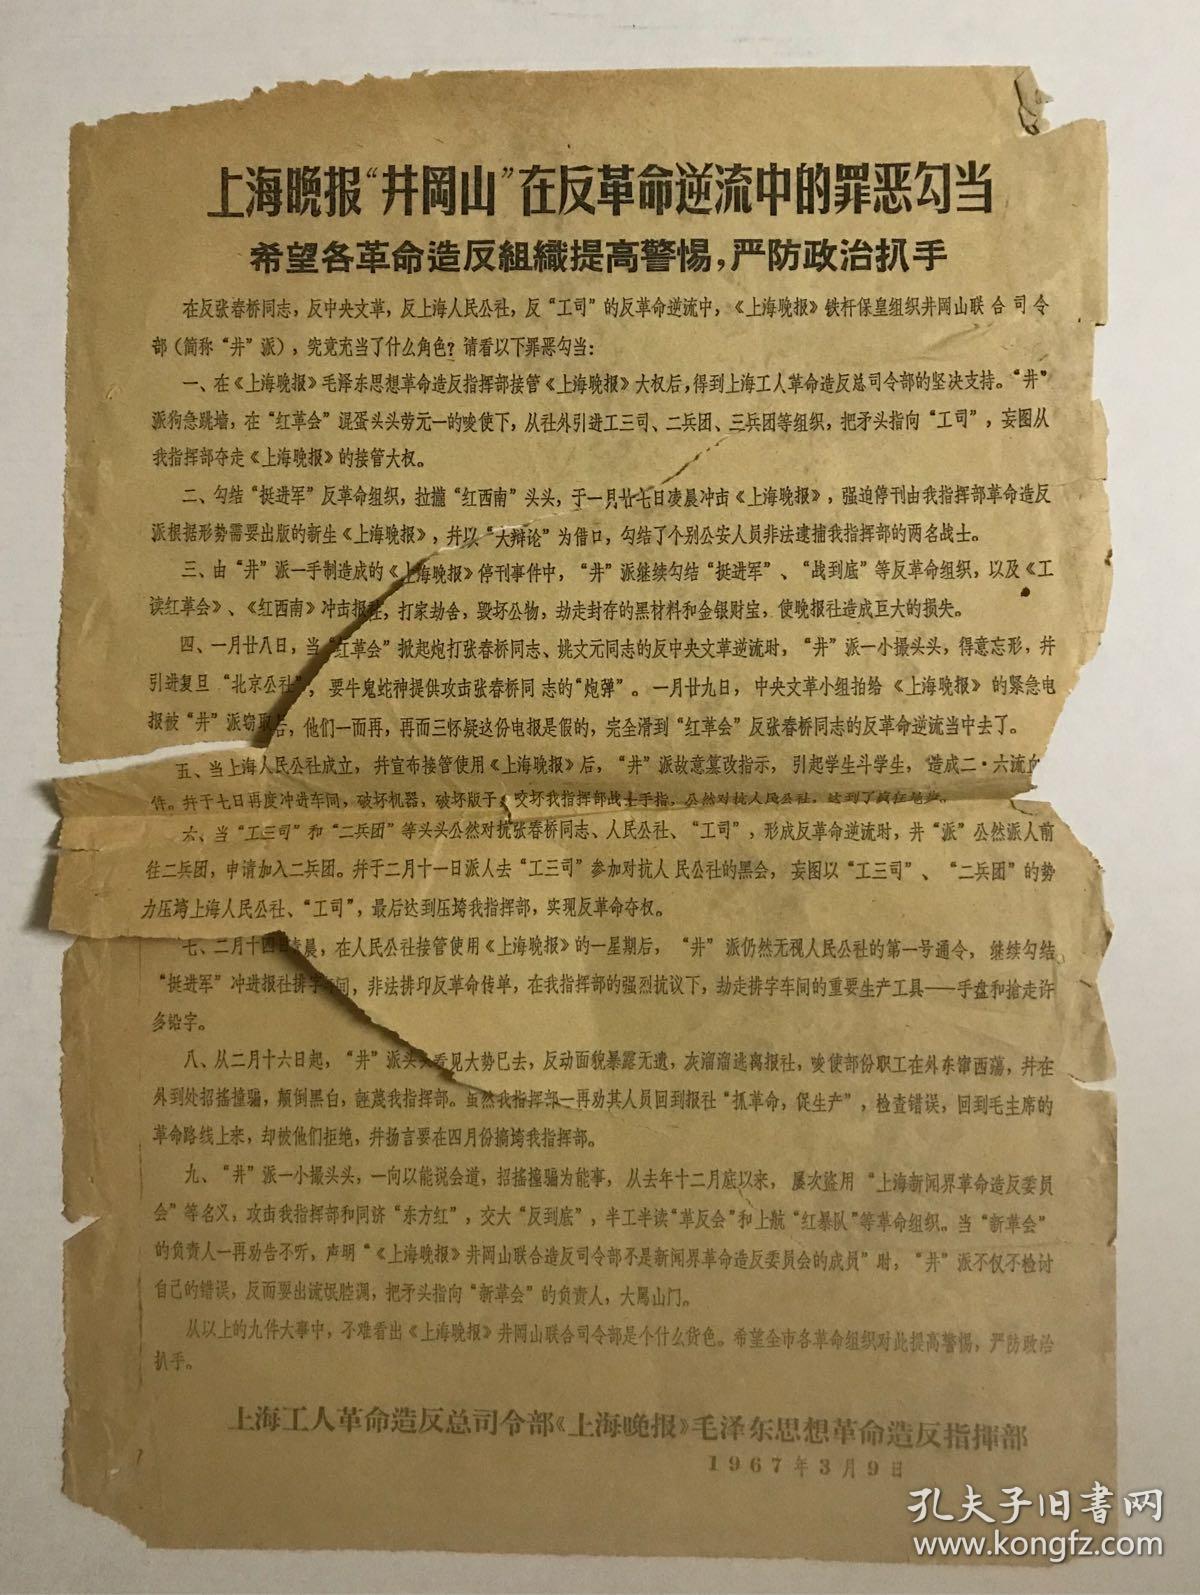 上海晚报“井岡山”在反革命逆流中的罪恶勾当
希望各革命造反組織提高警惕，严防政治扒手
在反张春桥同志，反中央文革，反上海人民公社，反“工司”的反革命逆流中，《上海晚报》铁杆保皇组织井冈山联合司令
部（简称“井”派），究竟充当了什么角色？请看以下罪恶勾当：
一、在《上海晚报》毛泽东思想革命造反指挥部接管《上海晚报》大权后，得到上海工人革命造反总司令部的坚决支持。“井”
派狗急跳墙，在“红革会”混蛋头头劳元一的唆使下，从社外引进工三司、二兵团、三兵团等组织，把矛头指向“工司”，妄图从
我指挥部夺走《上海晚报》的接管大权。
二、勾结“挺进军”反革命组织，拉拢“红西南”头头，于一月廿七日凌晨冲击《上海晚报》，强迫停刊由我指挥部革命造反
派根据形势需要出版的新生《上海晚报》，并以“大辩论”为借口，勾结了个别公安人员非法逮捕我指挥部的两名战士。
三、由“井”派一手制造成的《上海晚报》停刊事件中，“井”派继续勾结“挺进军”、“战到底”等反革命组织，以及《工
读红革会》、《红西南》冲击报社，打家劫舍，毁坏公物，劫走封存的黑材料和金银财宝，使晚报社造成巨大的损失。
四、一月廿八日，当“红革会”掀起炮打张春桥同志、姚文元同志的反中央文革逆流时，“井”派一小撮头头，得意忘形，并
引进复旦“北京公社”，要牛鬼蛇神提供攻击张春桥同志的“炮弹”。一月廿九日，中央文革小组拍给《上海晚报》的紧急电
报被“井”派窃取后，他们一而再，再而三怀疑这份电报是假的，完全滑到“红革会”反张春桥同志的反革命逆流当中去了。
五、当上海人民公社成立，并宣布接管使用《上海晚报》后，“井”派故意篡改指示，引起学生斗学生，造成二·六流血
件。并于七日再度冲进车间，破坏机器，破坏版子，咬坏我指挥部战士手指，公然对抗人民公社，达到了疯狂地步。
六、当“工三司”和“二兵团”等头头公然对抗张春桥同志、人民公社、“工司”，形成反革命逆流时，井“派”公然派人前
往二兵团，申请加入二兵团。并于二月十一日派人去“工三司”参加对抗人民公社的黑会，妄图以“工三司”、“二兵团”的势
力压垮上海人民公社、“工司”，最后达到压垮我指挥部，实现反革命夺权。
七、二月十四日凌晨，在人民公社接管使用《上海晚报》的一星期后，“井”派仍然无视人民公社的第一号通令，继续勾结
“挺进军”冲进报社排字车间，非法排印反革命传单，在我指挥部的强烈抗议下，劫走排字车间的重要生产工具——手盘和抢走许
多铅字。
八、从二月十六日起，“井”派头头看见大势已去，反动面貌暴露无遗，灰溜溜逃离报社，唆使部份职工在外东窜西荡，并在
外到处招摇撞骗，颠倒黑白，诬蔑我指挥部。虽然我指挥部一再劝其人员回到报社“抓革命，促生产”，检查错误，回到毛主席的
革命路线上来，却被他们拒绝，并扬言要在四月份搞垮我指挥部。
九、“井”派一小撮头头，一向以能说会道，招摇撞骗为能事，从去年十二月底以来，屡次盗用“上海新闻界革命造反委员
会”等名义，攻击我指挥部和同济“东方红”，交大“反到底”，半工半读“革反会”和上航“红暴队”等革命组织。当“新革会”
的负责人一再劝告不听，声明“《上海晚报》井冈山联合造反司令部不是新闻界革命造反委员会的成员”时，“井”派不仅不检讨
自己的错误，反而耍出流氓腔调，把矛头指向“新革会”的负责人，大骂山门。
从以上的九件大事中，不难看出《上海晚报》井冈山联合司令部是个什么货色。希望全市各革命组织对此提高警惕，严防政治
扒手。
上海工人革命造反总司令部《上海晚报》毛泽东思想革命造反指揮部
1967年3月9日
孔夫子旧书网
www.kongfz.com